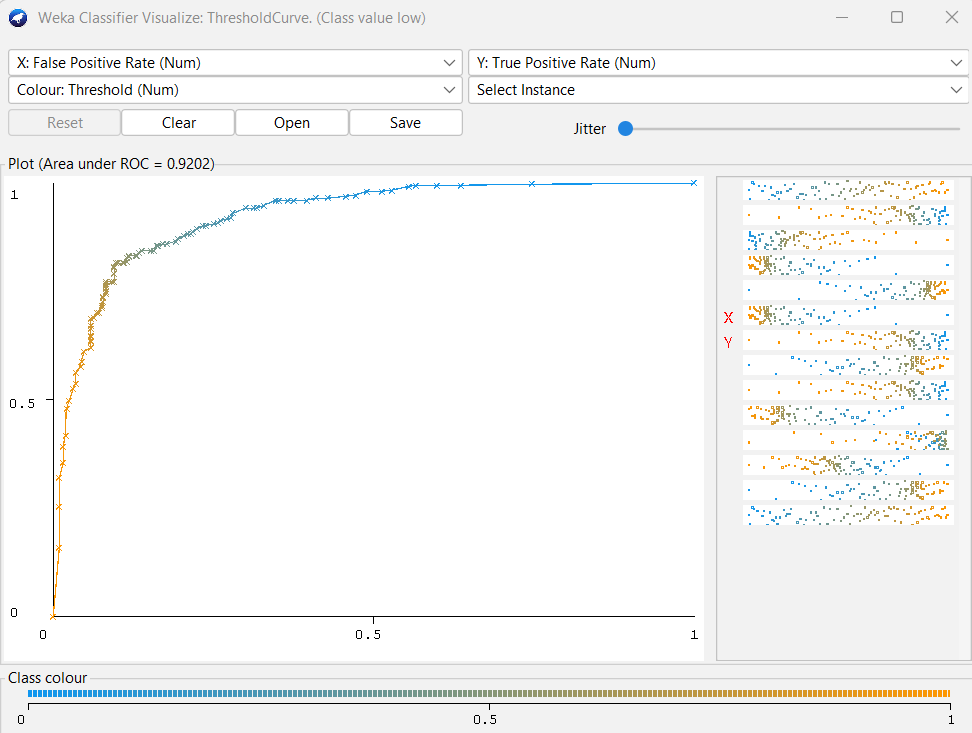 Weka Classifier Visualize: ThresholdCurve. (Class value low)
X: False Positive Rate (Num)
Y: True Positive Rate (Num)
Colour: Threshold (Num)
Select Instance
Reset
Clear
Open
Save
Jitter
Plot (Area under ROC = 0.9202)
1
0.5
0
0
0.5
1
X
Y
Class colour
0
0.5
1